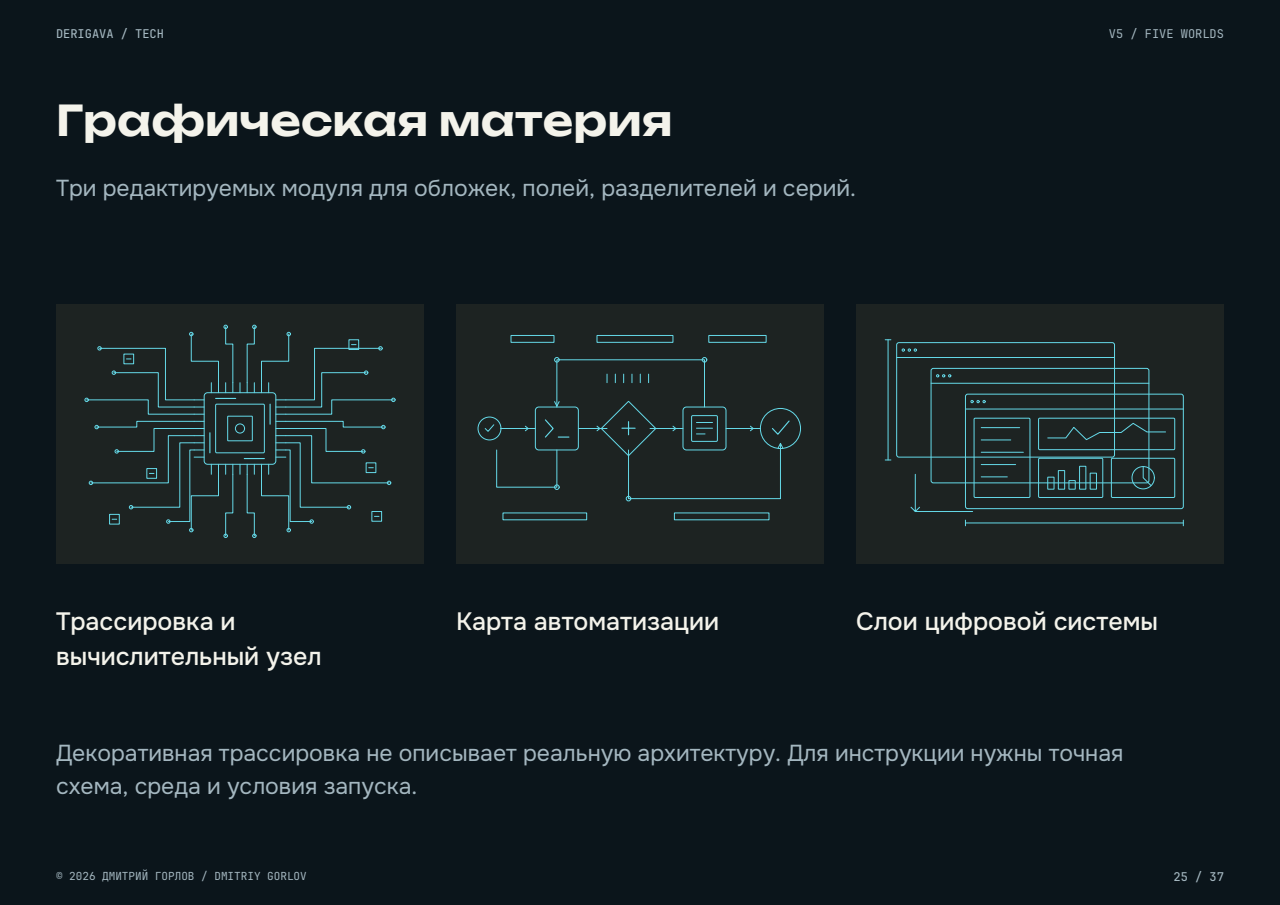 DERIGAVA / TECH
V5 / FIVE WORLDS
Графическая материя
Три редактируемых модуля для обложек, полей, разделителей и серий.
Трассировка и
вычислительный узел
Карта автоматизации
Слои цифровой системы
Декоративная трассировка не описывает реальную архитектуру. Для инструкции нужны точная
схема, среда и условия запуска.
© 2026 ДМИТРИЙ ГОРЛОВ / DMITRIY GORLOV
25 / 37